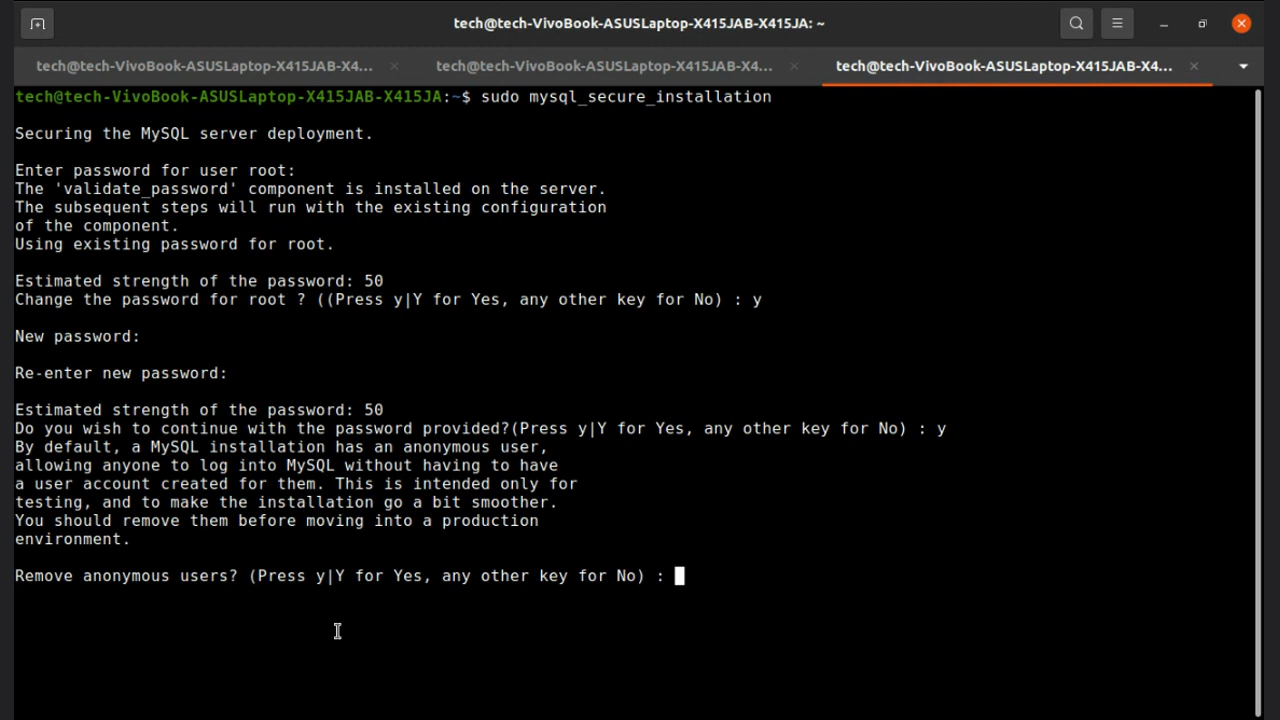 tech@tech-VivoBook-ASUSLaptop-X415JAB-X415JA: ~
tech@tech-VivoBook-ASUSLaptop-X415JAB-X4...
tech@tech-VivoBook-ASUSLaptop-X415JAB-X4...
tech@tech-VivoBook-ASUSLaptop-X415JAB-X4...
tech@tech-VivoBook-ASUSLaptop-X415JAB-X415JA:~$ sudo mysql_secure_installation
Securing the MySQL server deployment.
Enter password for user root:
The 'validate_password' component is installed on the server.
The subsequent steps will run with the existing configuration
of the component.
Using existing password for root.
Estimated strength of the password: 50
Change the password for root ? ((Press y|Y for Yes, any other key for No) : y
New password:
Re-enter new password:
Estimated strength of the password: 50
Do you wish to continue with the password provided?(Press y|Y for Yes, any other key for No) : y
By default, a MySQL installation has an anonymous user,
allowing anyone to log into MySQL without having to have
a user account created for them. This is intended only for
testing, and to make the installation go a bit smoother.
You should remove them before moving into a production
environment.
Remove anonymous users? (Press y|Y for Yes, any other key for No) :